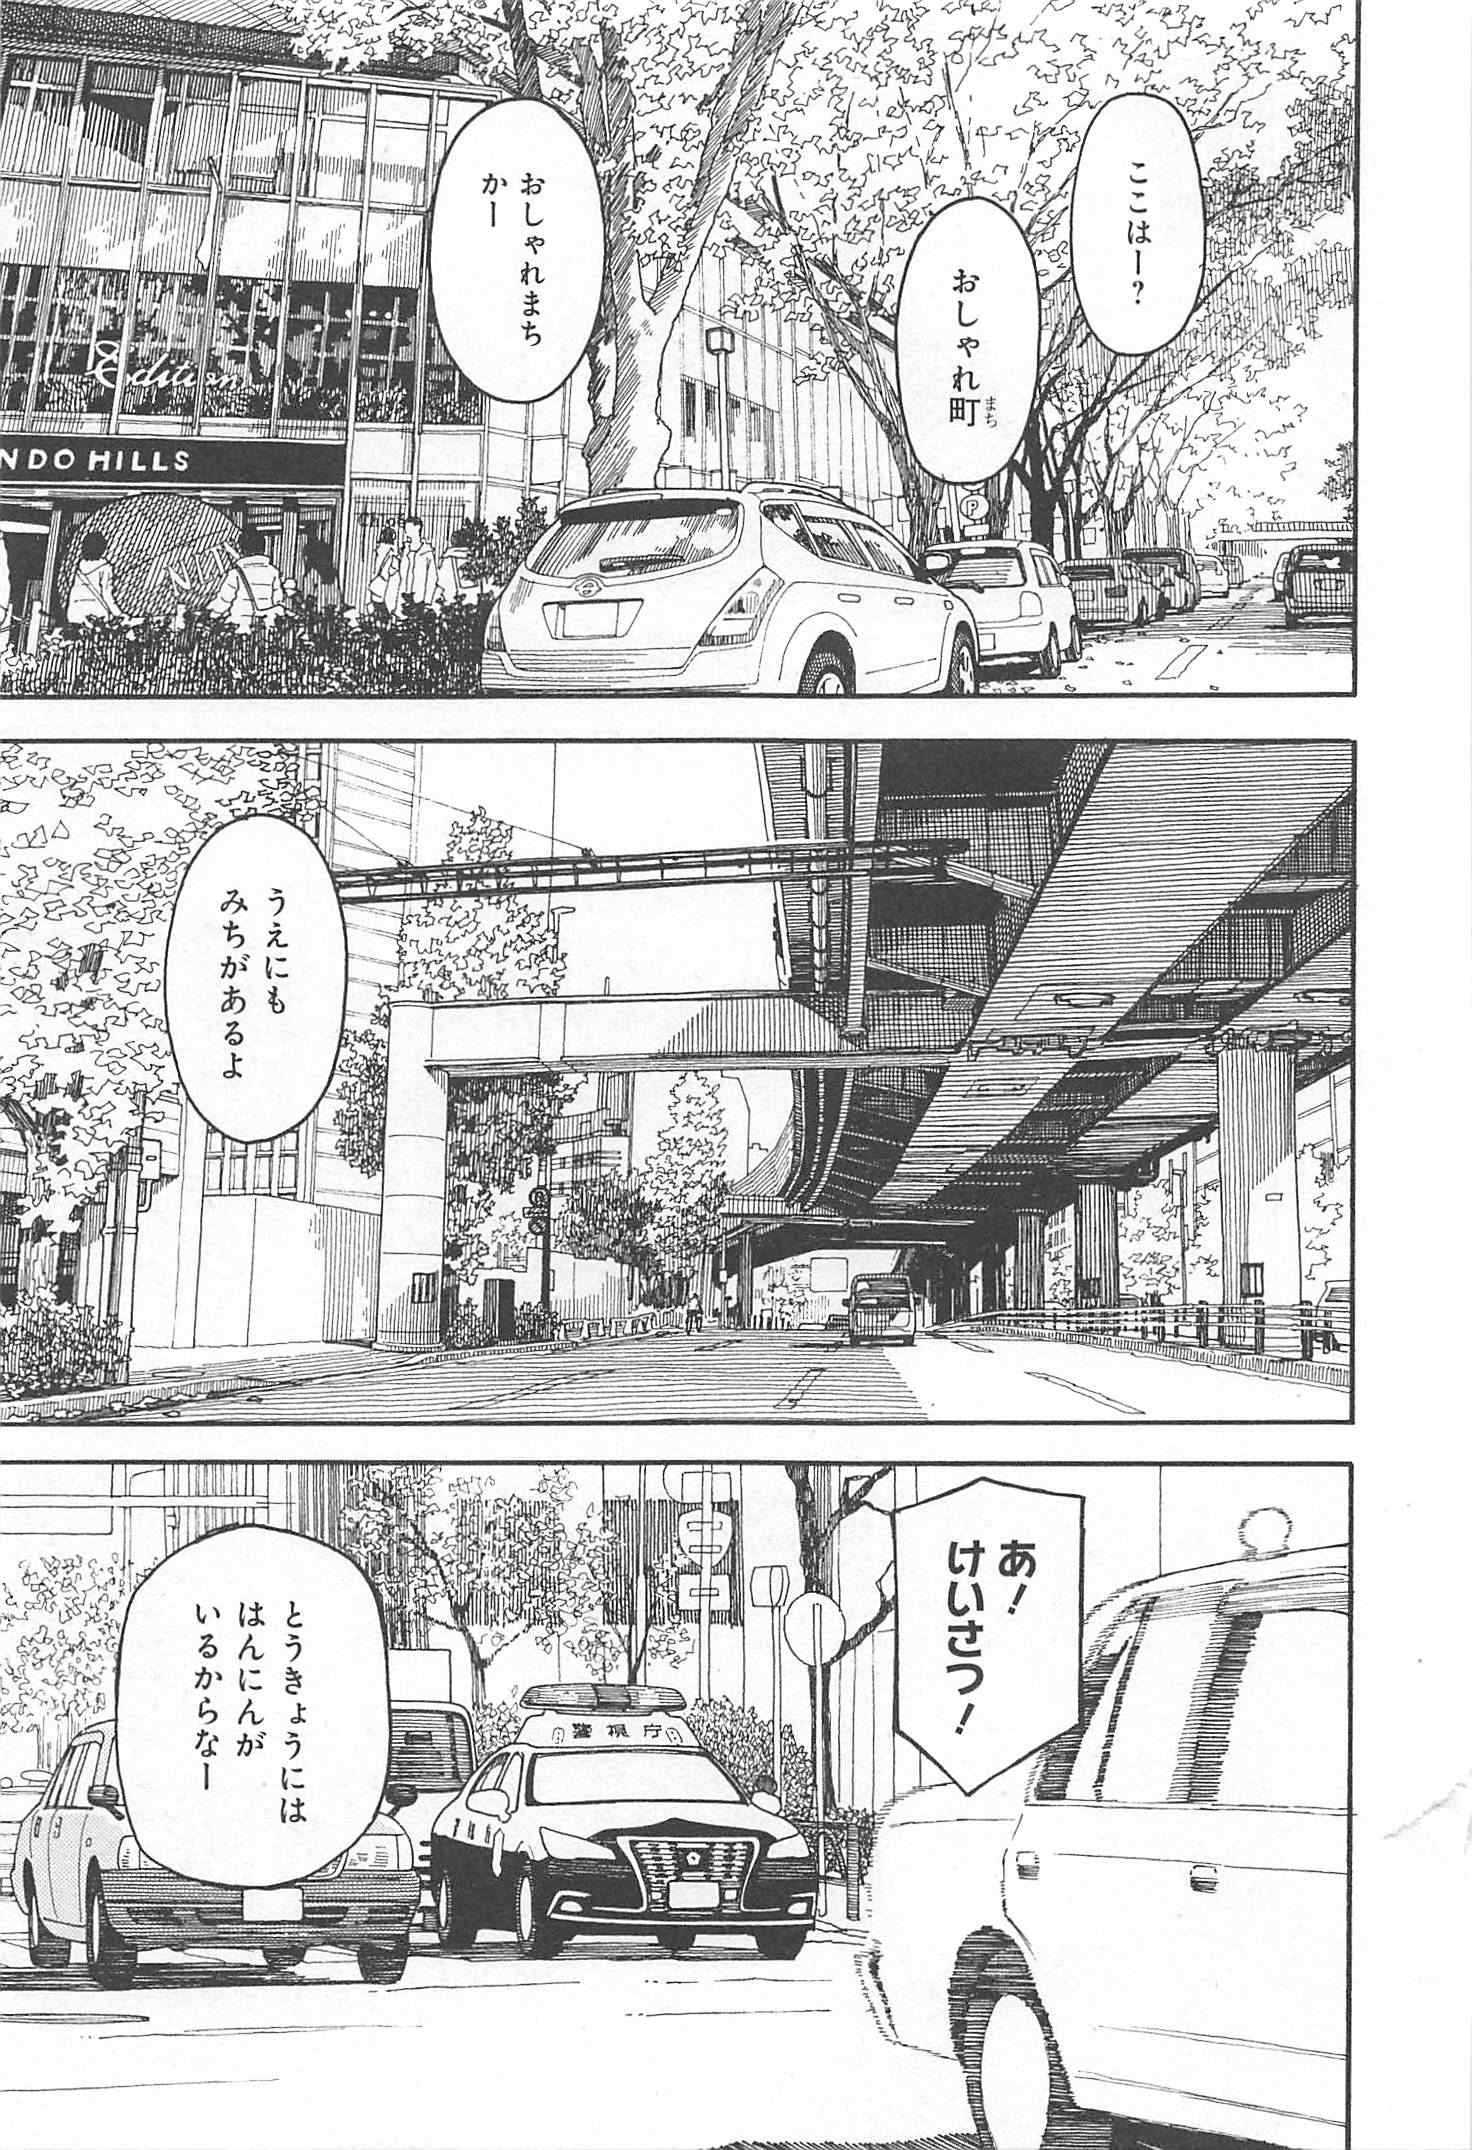 ここはー？
おしゃれ町
まち
おしゃれまち
かー
Edition
NDO HILLS
P
うえにも
みちがあるよ
あ！
けいさつ！
とうきょうには
はんにんが
いるからなー
警視庁